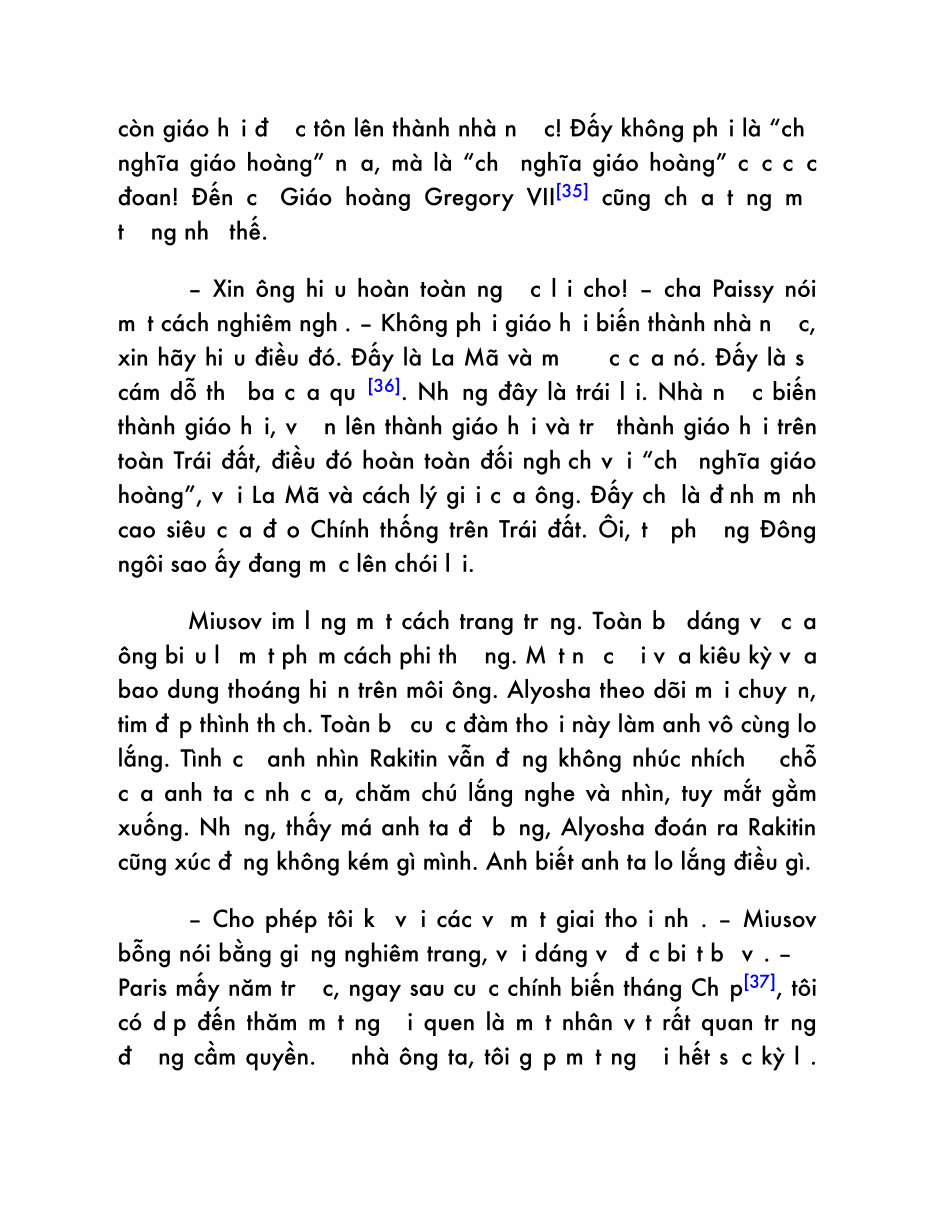 còn giáo h i đ c tôn lên thành nhà n c! Đấy không ph i là “ch
nghĩa giáo hoàng” n a, mà là “ch nghĩa giáo hoàng” c c c c
đoan! Đến c Giáo hoàng Gregory VII[35] cũng ch a t ng m
t ng nh thế.
– Xin ông hi u hoàn toàn ng c l i cho! – cha Paissy nói
m t cách nghiêm ngh . – Không ph i giáo h i biến thành nhà n c,
xin hãy hi u điều đó. Đấy là La Mã và m c c a nó. Đấy là s
cám dỗ th ba c a qu [36]. Nh ng đây là trái l i. Nhà n c biến
thành giáo h i, v n lên thành giáo h i và tr thành giáo h i trên
toàn Trái đất, điều đó hoàn toàn đối ngh ch v i “ch nghĩa giáo
hoàng”, v i La Mã và cách lý gi i c a ông. Đấy ch là đ nh m nh
cao siêu c a đ o Chính thống trên Trái đất. Ôi, t ph ng Đông
ngôi sao ấy đang m c lên chói l i.
Miusov im l ng m t cách trang tr ng. Toàn b dáng v c a
ông bi u l m t ph m cách phi th ng. M t n c i v a kiêu kỳ v a
bao dung thoáng hi n trên môi ông. Alyosha theo dõi m i chuy n,
tim đ p thình th ch. Toàn b cu c đàm tho i này làm anh vô cùng lo
lắng. Tình c anh nhìn Rakitin vẫn đ ng không nhúc nhích chỗ
c a anh ta c nh c a, chăm chú lắng nghe và nhìn, tuy mắt gằm
xuống. Nh ng, thấy má anh ta đ b ng, Alyosha đoán ra Rakitin
cũng xúc đ ng không kém gì mình. Anh biết anh ta lo lắng điều gì.
– Cho phép tôi k v i các v m t giai tho i nh . – Miusov
bỗng nói bằng gi ng nghiêm trang, v i dáng v đ c bi t b v . –
Paris mấy năm tr c, ngay sau cu c chính biến tháng Ch p[37], tôi
có d p đến thăm m t ng i quen là m t nhân v t rất quan tr ng
đ ng cầm quyền. nhà ông ta, tôi g p m t ng i hết s c kỳ l .